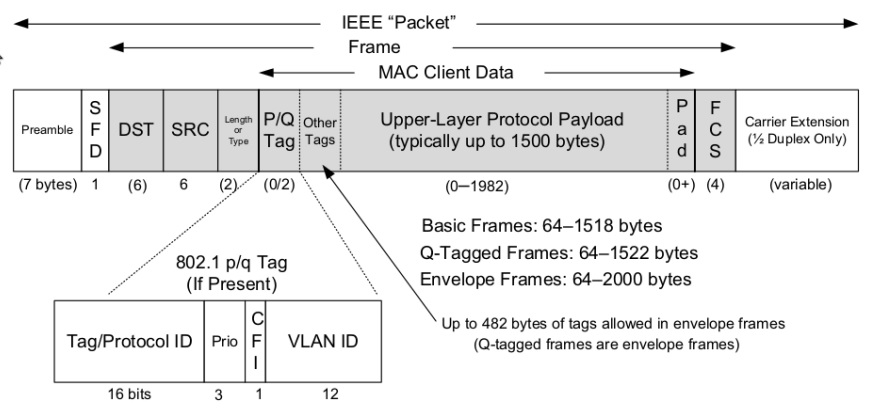 IEEE “Packet”
Frame
MAC Client Data
Preamble
SFD
DST
SRC
Length
or
Type
P/Q
Tag
Other
Tags
Upper-Layer Protocol Payload
(typically up to 1500 bytes)
Pad
FCS
Carrier Extension
(½ Duplex Only)
(7 bytes) 1 (6) 6 (2) (0/2) (0–1982) (0+) (4) (variable)
Basic Frames: 64–1518 bytes
Q-Tagged Frames: 64–1522 bytes
Envelope Frames: 64–2000 bytes
802.1 p/q Tag
(If Present)
Tag/Protocol ID
Prio
CFI
VLAN ID
16 bits 3 1 12
Up to 482 bytes of tags allowed in envelope frames
(Q-tagged frames are envelope frames)